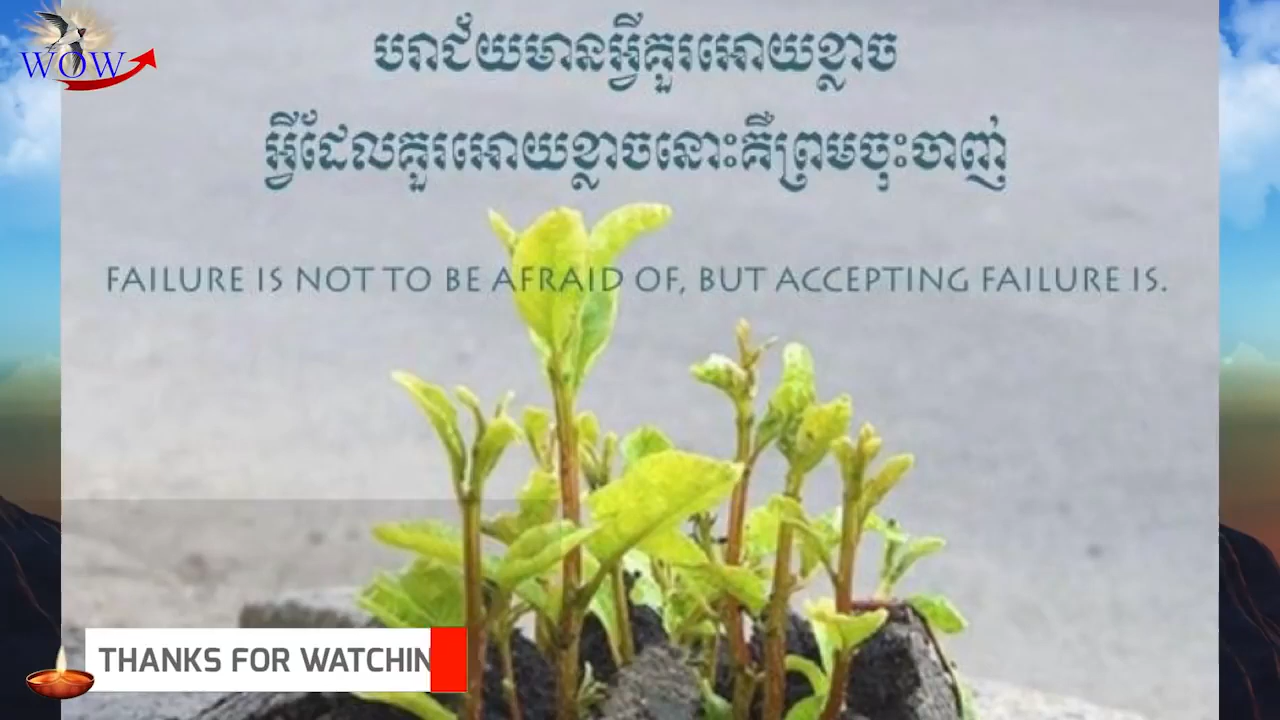 WOW
បរាជ័យមានអ្វីគួរអោយខ្លាច
អ្វីដែលគួរអោយខ្លាចនោះគឺព្រមចុះចាញ់
FAILURE IS NOT TO BE AFRAID OF, BUT ACCEPTING FAILURE IS.
THANKS FOR WATCHIN